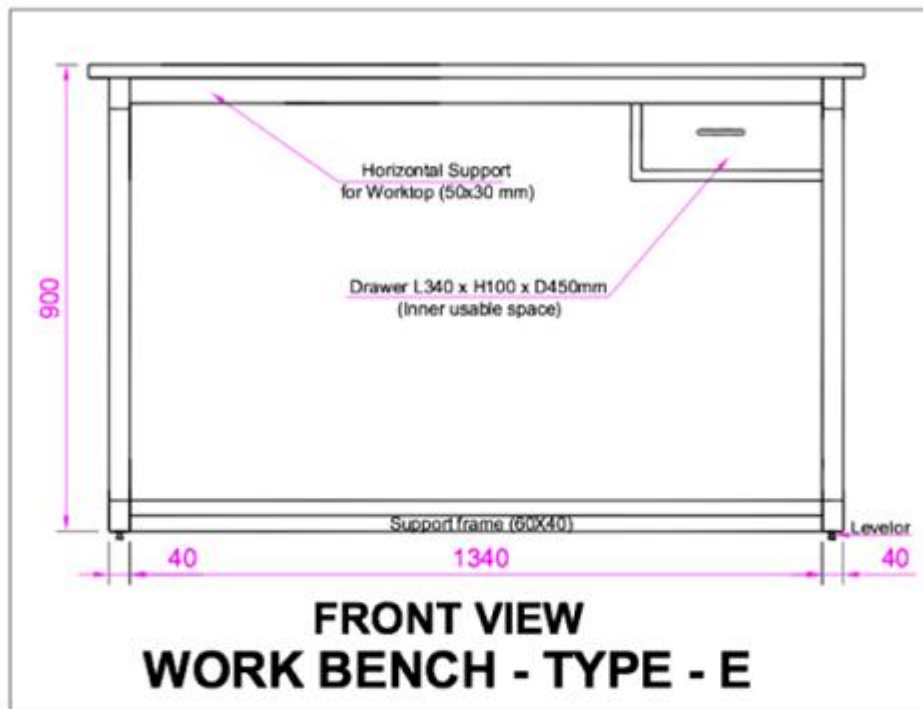 Horizontal Support
for Worktop (50x30 mm)
900
Drawer L340 x H100 x D450mm
(Inner usable space)
Support frame (60X40)
Levelor
40
1340
40
FRONT VIEW
WORK BENCH - TYPE - E